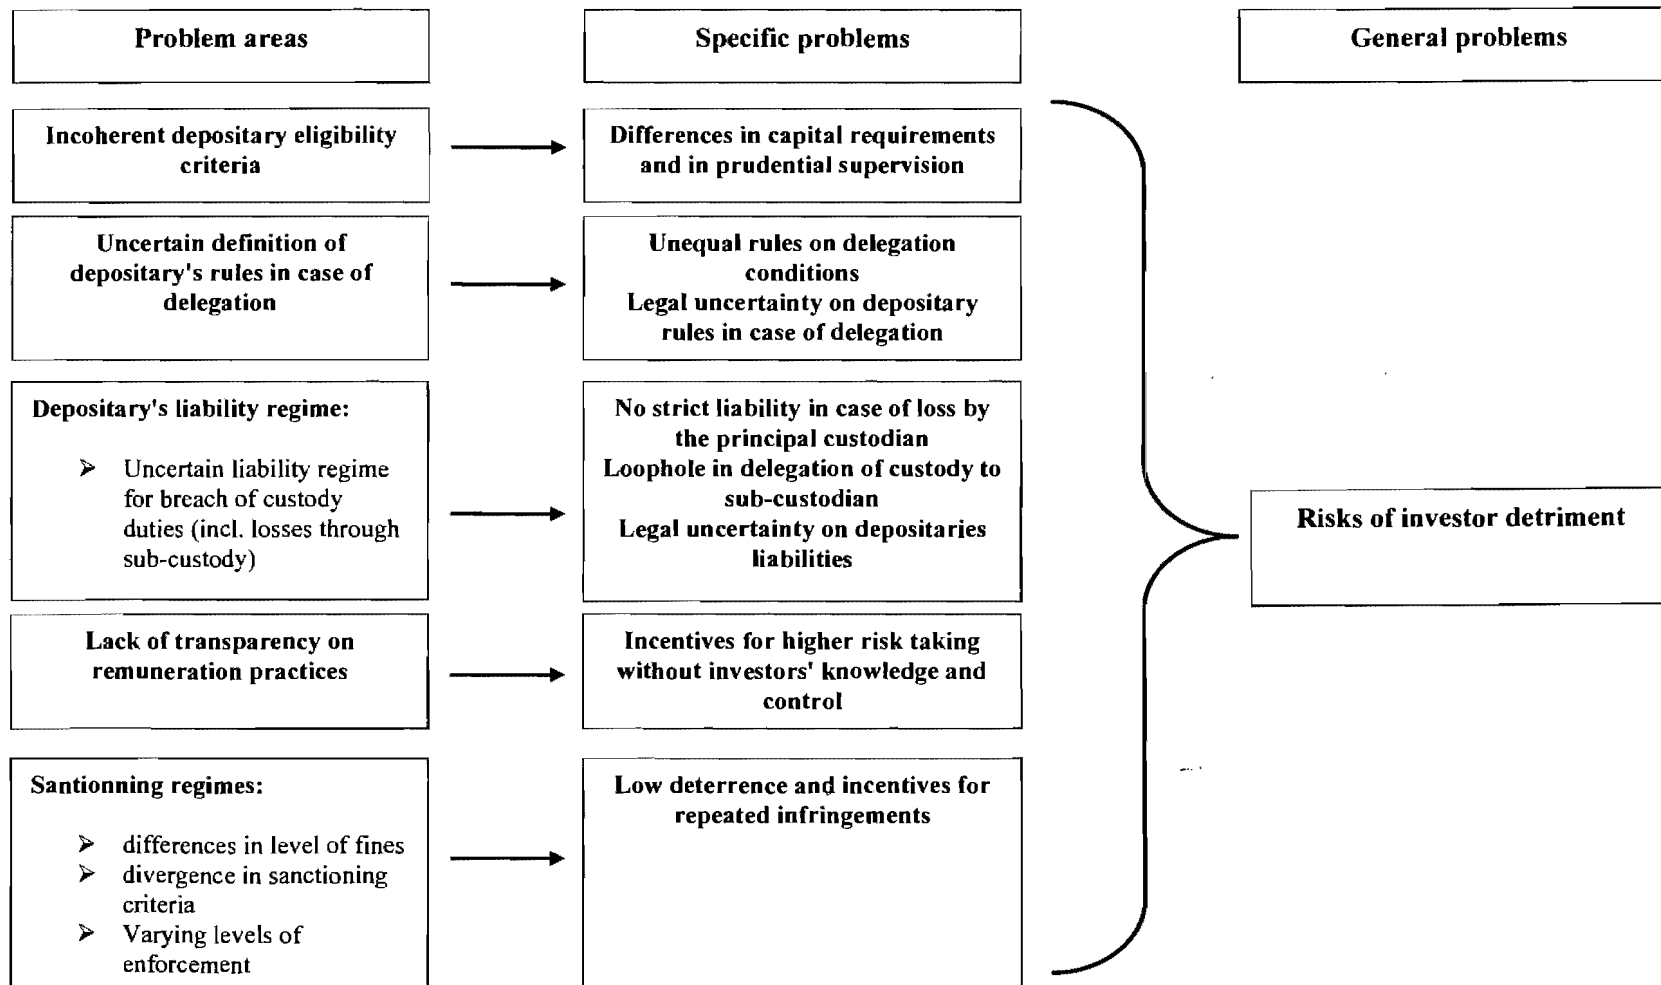 Problem areas
Specific problems
General problems
Incoherent depositary eligibility
criteria
Differences in capital requirements
and in prudential supervision
Uncertain definition of
depositary's rules in case of
delegation
Unequal rules on delegation
conditions
Legal uncertainty on depositary
rules in case of delegation
Depositary's liability regime:
➢ Uncertain liability regime
for breach of custody
duties (incl. losses through
sub-custody)
No strict liability in case of loss by
the principal custodian
Loophole in delegation of custody to
sub-custodian
Legal uncertainty on depositaries
liabilities
Risks of investor detriment
Lack of transparency on
remuneration practices
Incentives for higher risk taking
without investors' knowledge and
control
Santionning regimes:
➢ differences in level of fines
➢ divergence in sanctioning
criteria
➢ Varying levels of
enforcement
Low deterrence and incentives for
repeated infringements